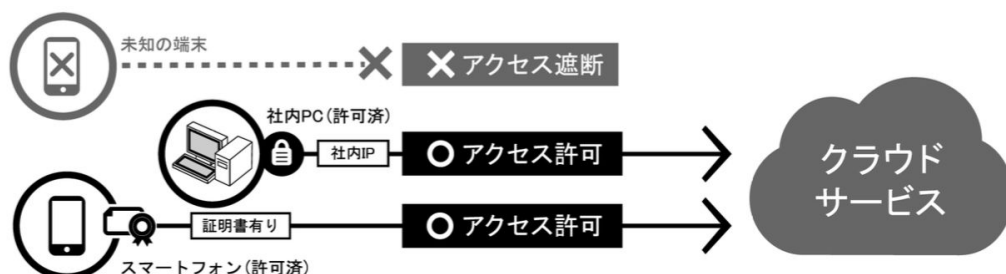 未知の端末
アクセス遮断
社内PC(許可済)
社内IP
アクセス許可
クラウド
サービス
証明書有り
アクセス許可
スマートフォン(許可済)